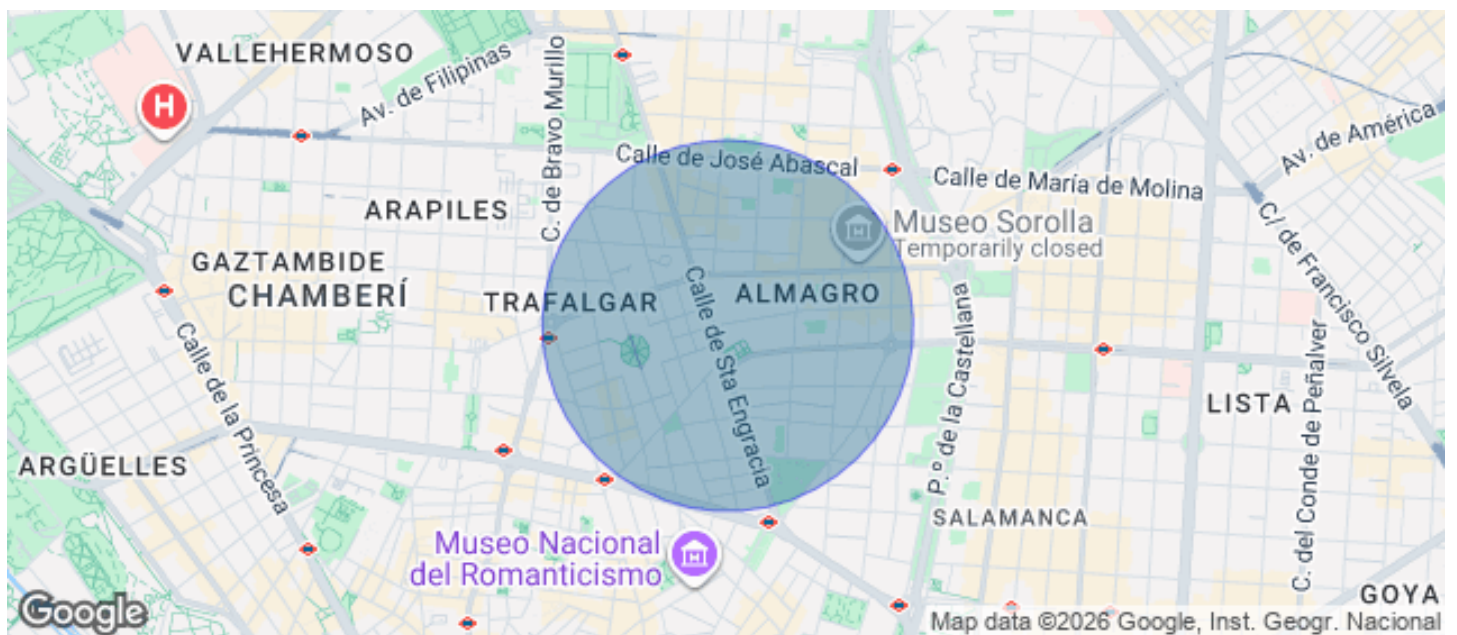 VALLEHERMOSO
H
Av. de Filipinas
C. de Bravo Murillo
Av. de América
Calle de José Abascal
Calle de María de Molina
ARAPILES
Museo Sorolla
Temporarily closed
C/ de Francisco Silvela
GAZTAMBIDE
CHAMBERÍ
TRAFALGAR
ALMAGRO
Calle de la Princesa
Calle de Sta Engracia
P.º de la Castellana
C. del Conde de Peñalver
LISTA
ARGÜELLES
SALAMANCA
Museo Nacional
del Romanticismo
GOYA
Google
Map data ©2026 Google, Inst. Geogr. Nacional